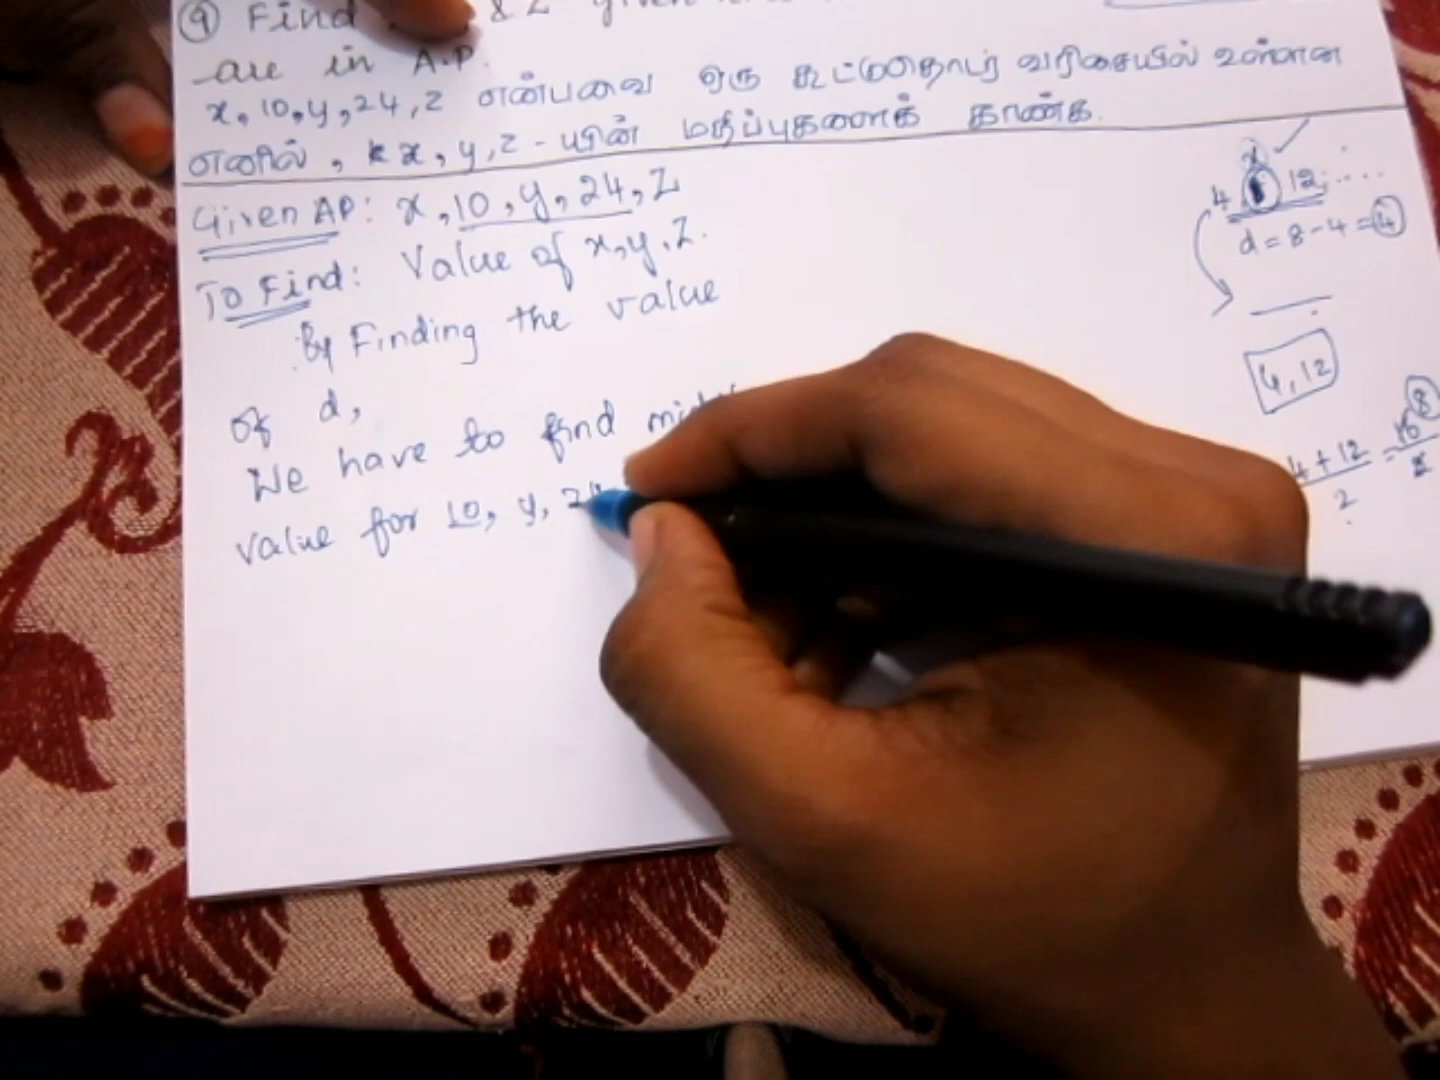 ⑨ Find & z given
are in A.P.
x, 10, y, 24, z என்பவை ஒரு கூட்டுத்தொடர் வரிசையில் உள்ளன
எனில், x, y, z - யின் மதிப்புகளைக் காண்க.
Given AP: x, 10, y, 24, Z
To Find: Value of x, y, Z.
By Finding the value
of d,
We have to find
value for 10, y,
4, 12, ....
d = 8 - 4 = 4
4, 12
4 + 12 / 2 = 16 / 2 8